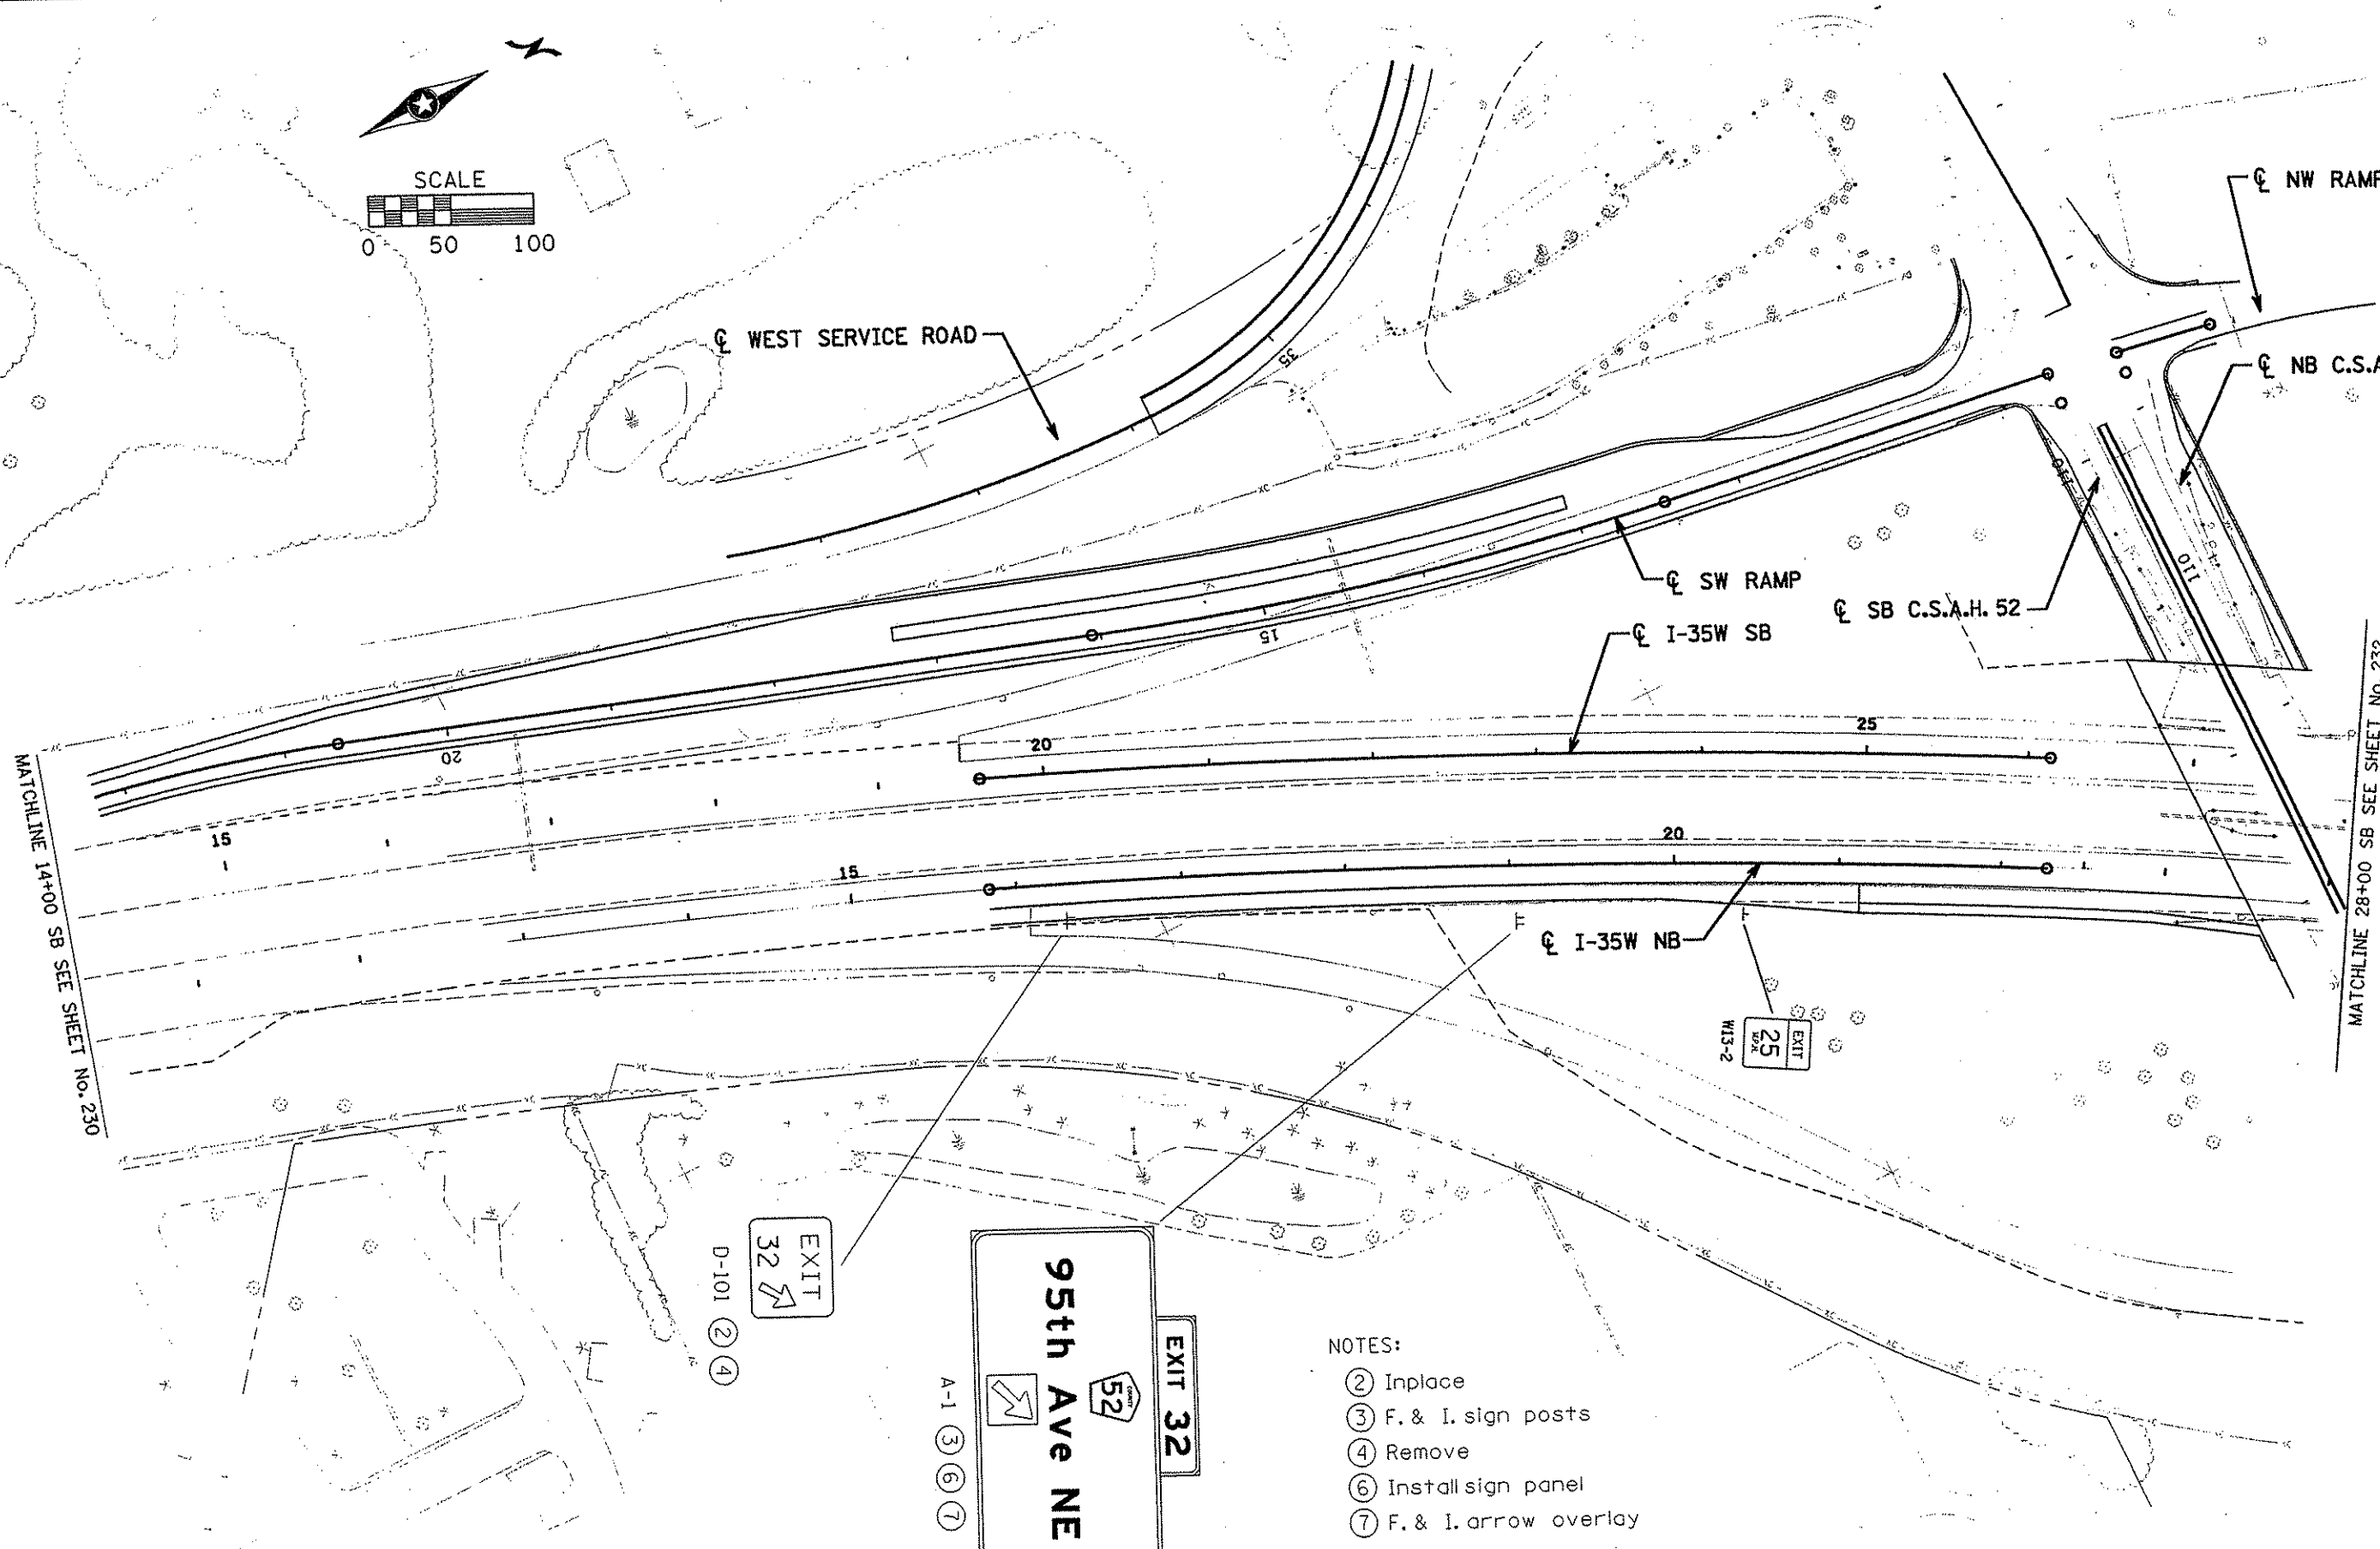 SCALE
0 50 100
℄ WEST SERVICE ROAD
35
℄ NW RAMP
℄ NB C.S.A
℄ SW RAMP
℄ SB C.S.A.H. 52
℄ I-35W SB
110
110
15
20
20
25
15
15
20
℄ I-35W NB
MATCHLINE 14+00 SB SEE SHEET No. 230
MATCHLINE 28+00 SB SEE SHEET No. 232
EXIT
25
M.P.H.
W13-2
EXIT
32
D-101 ② ④
EXIT 32
COUNTY
52
95th Ave NE
A-1 ③ ⑥ ⑦
NOTES:
② Inplace
③ F. & I. sign posts
④ Remove
⑥ Install sign panel
⑦ F. & I. arrow overlay